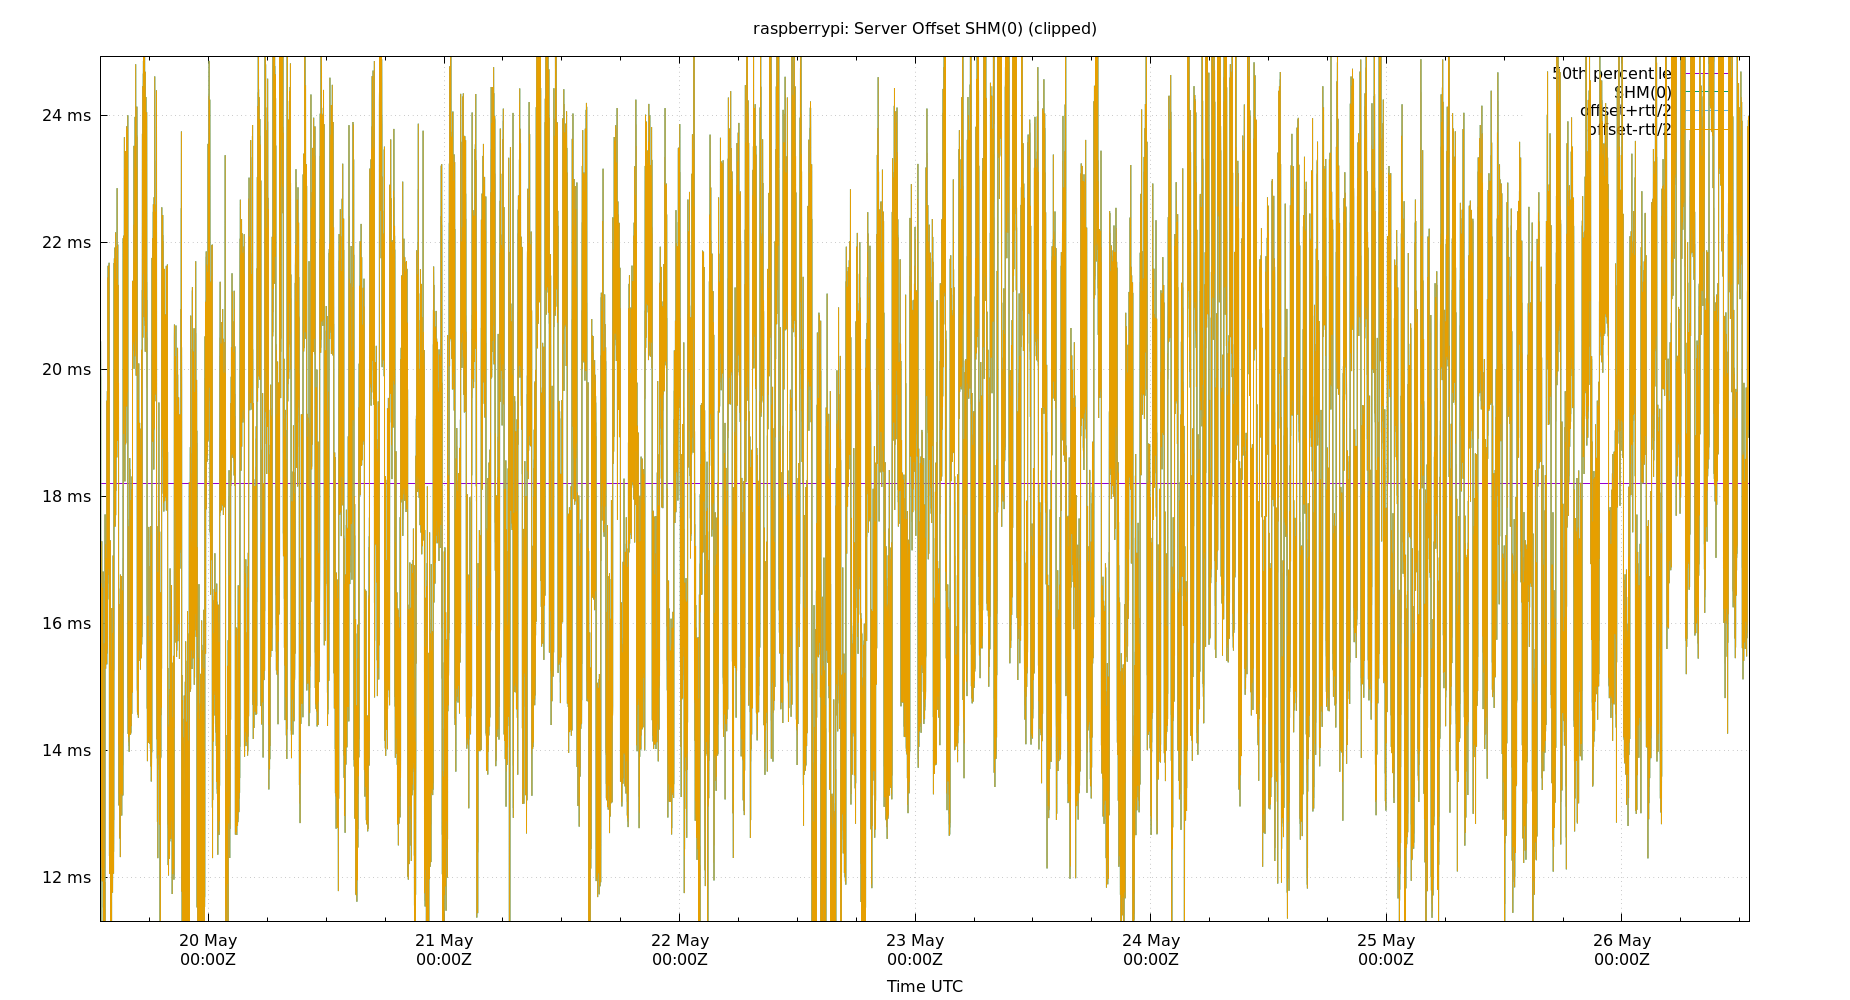 raspberrypi: Server Offset SHM(0) (clipped)
50th percentile
SHM(0)
offset+rtt/2
offset-rtt/2
24 ms
22 ms
20 ms
18 ms
16 ms
14 ms
12 ms
20 May 21 May 22 May 23 May 24 May 25 May 26 May
00:00Z 00:00Z 00:00Z 00:00Z 00:00Z 00:00Z 00:00Z
Time UTC